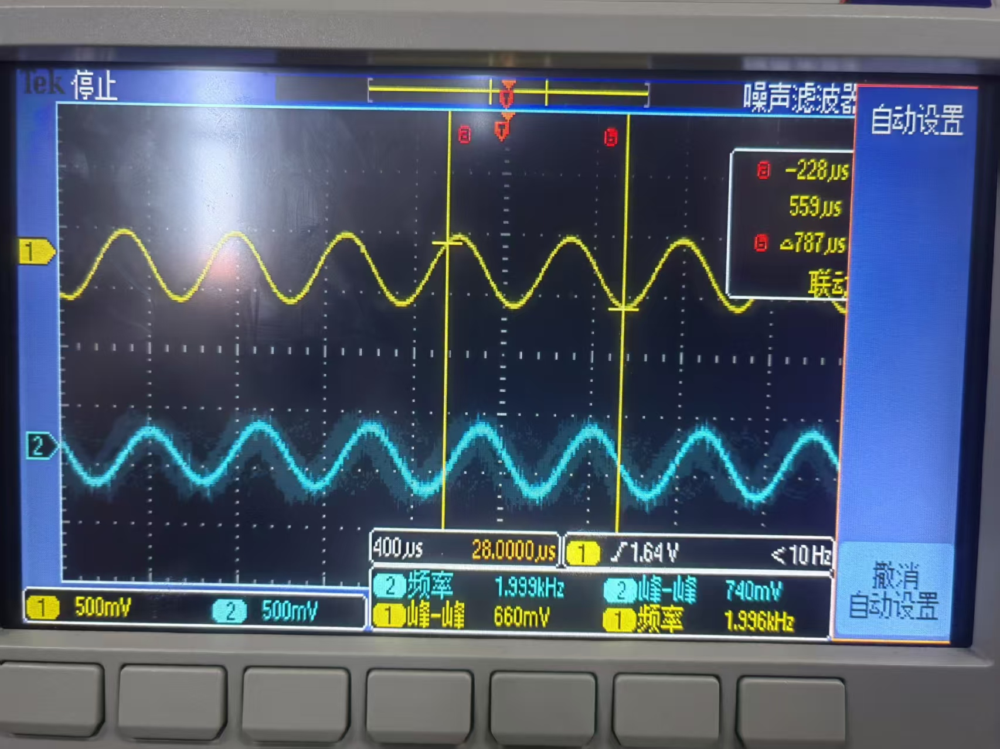 Tek 停止
噪声滤波器
自动设置
a b
a -228µs
559µs
b △787µs
联动
1
2
400µs 28.0000µs
1 1.64V <10Hz
2 频率 1.999kHz 2 峰-峰 740mV
1 峰-峰 660mV 1 频率 1.996kHz
1 500mV 2 500mV
撤消
自动设置